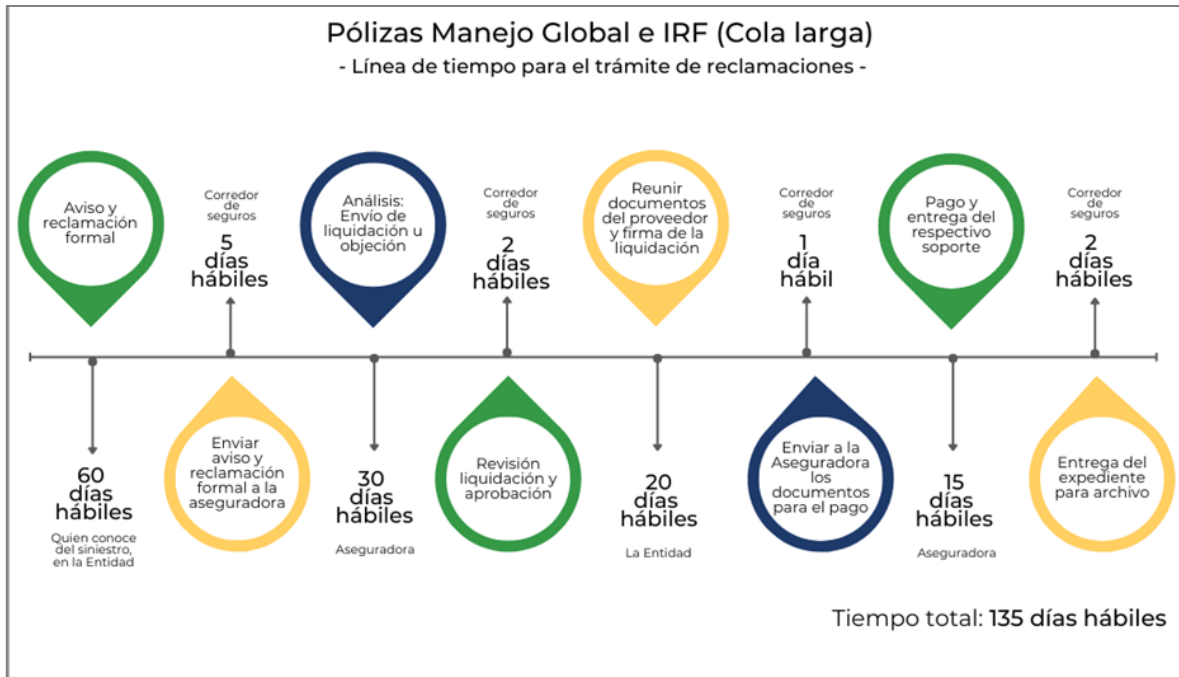 Pólizas Manejo Global e IRF (Cola larga)
- Línea de tiempo para el trámite de reclamaciones -
Aviso y
reclamación
formal
60
días
hábiles
Quien conoce
del siniestro,
en la Entidad
Corredor
de
seguros
5
días
hábiles
Enviar
aviso y
reclamación
formal a la
aseguradora
Análisis:
Envío de
liquidación u
objeción
30
días
hábiles
Aseguradora
Corredor
de
seguros
2
días
hábiles
Revisión
liquidación y
aprobación
Reunir
documentos
del proveedor
y firma de la
liquidación
20
días
hábiles
La Entidad
Corredor
de
seguros
1
día
hábil
Enviar a la
Aseguradora
los
documentos
para el pago
Pago y
entrega del
respectivo
soporte
15
días
hábiles
Aseguradora
Corredor
de
seguros
2
días
hábiles
Entrega del
expediente
para archivo
Tiempo total: 135 días hábiles